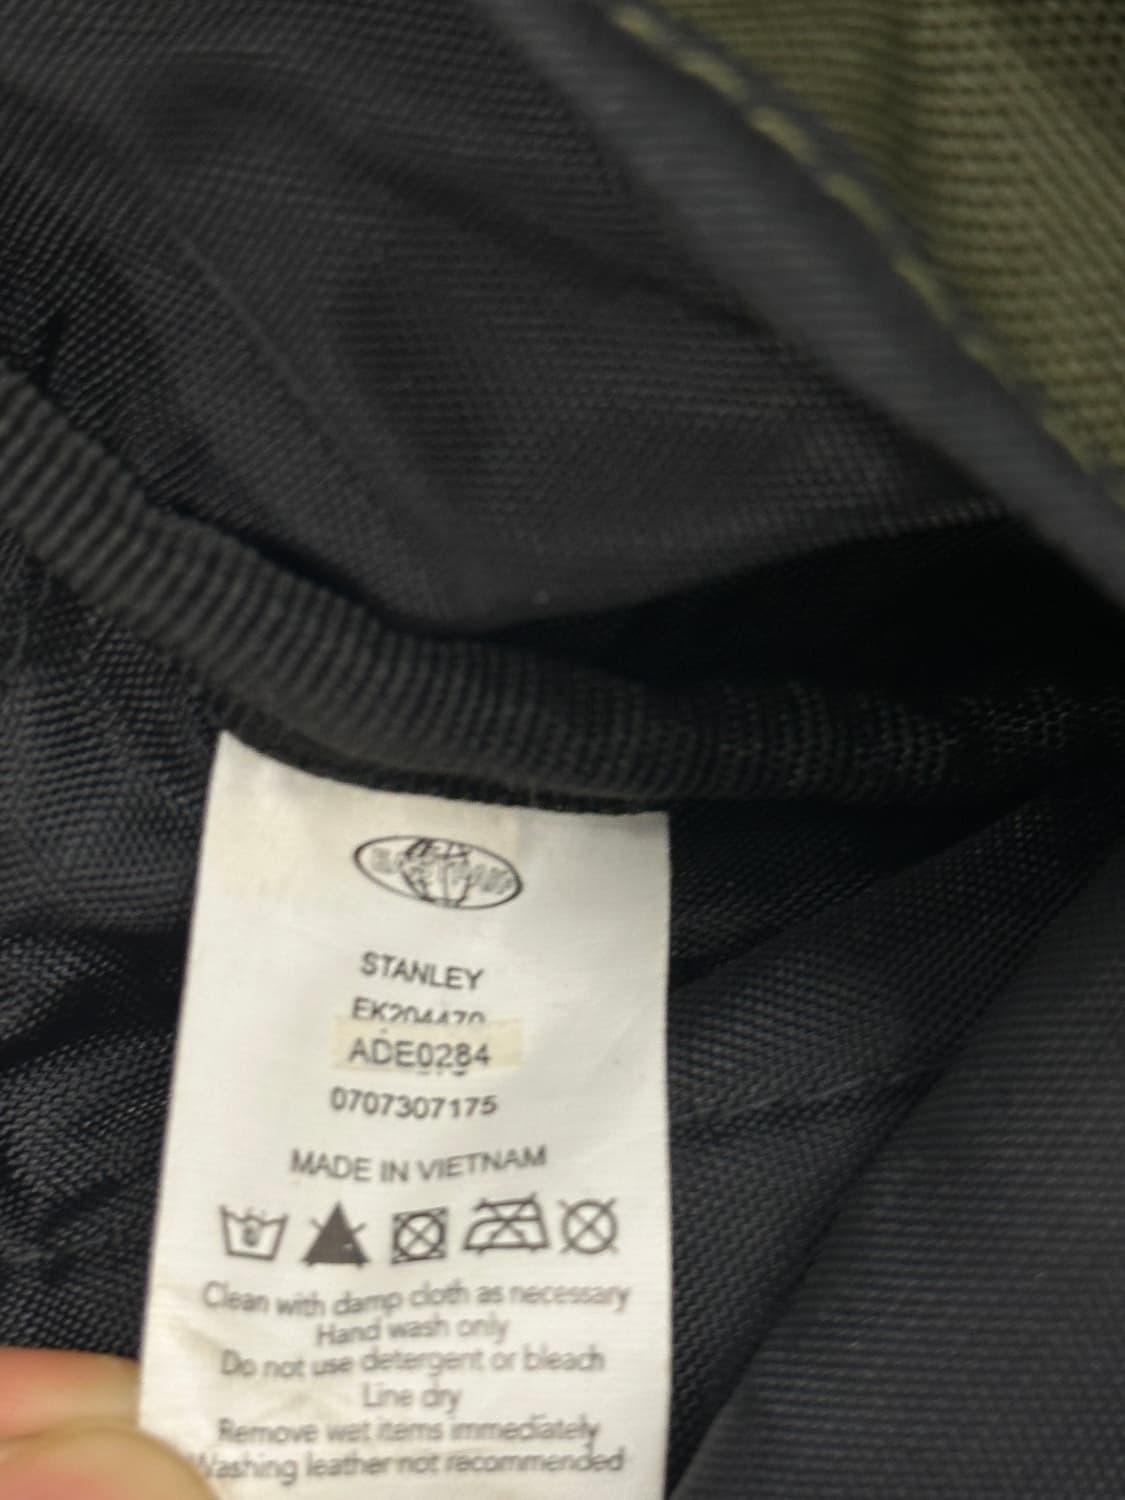 STANLEY
EK204470
ADE0284
0707307175
MADE IN VIETNAM
Clean with damp cloth as necessary
Hand wash only
Do not use detergent or bleach
Line dry
Remove wet items immediately
Washing leather not recommended